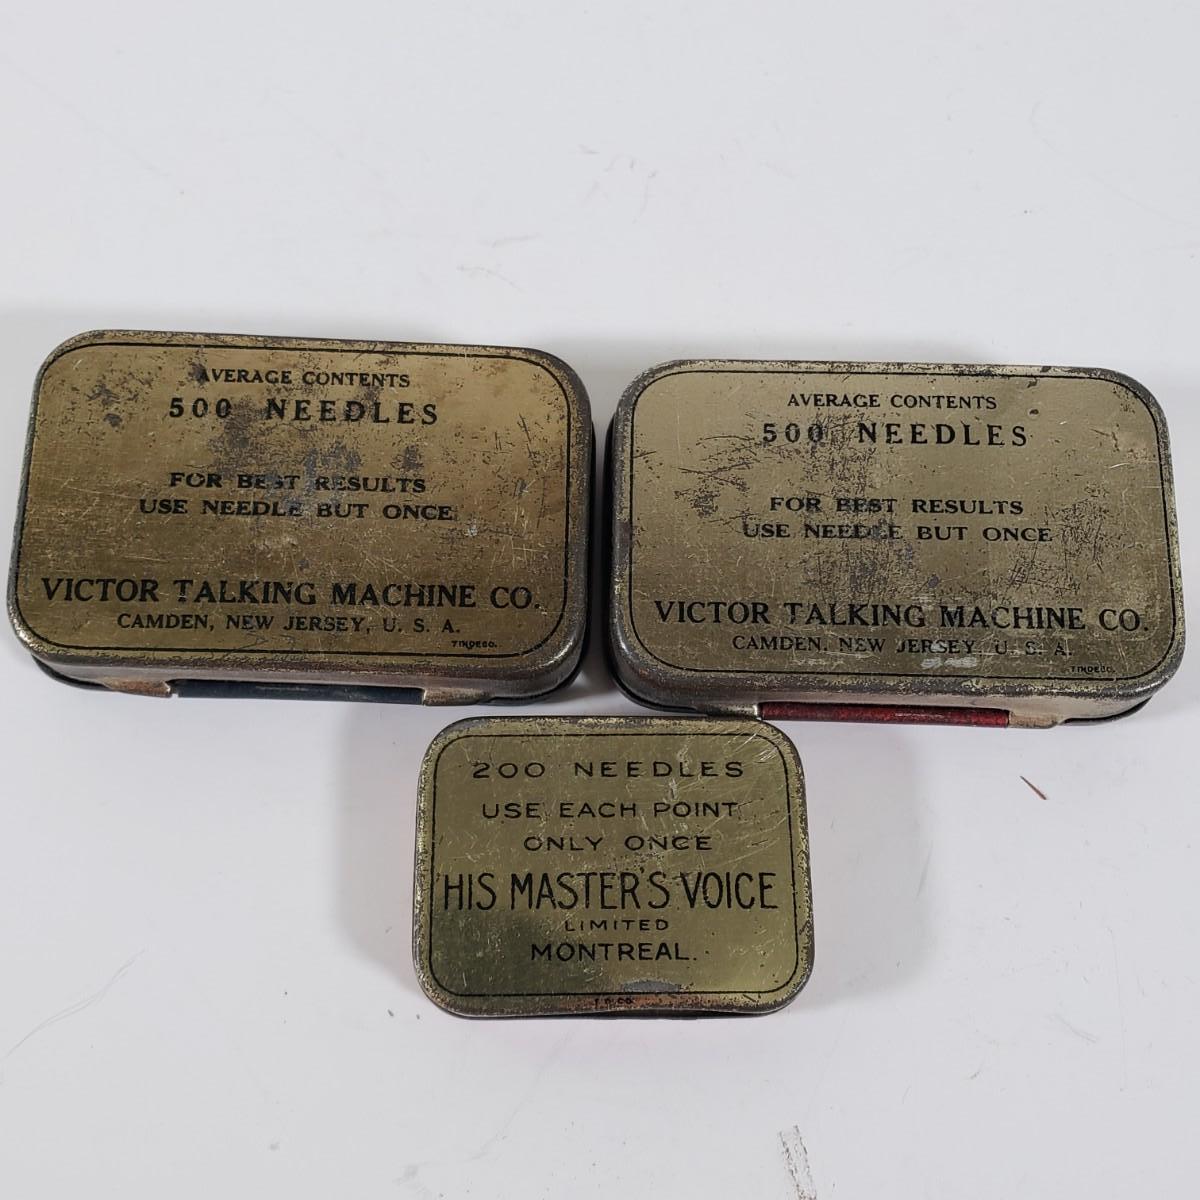 AVERAGE CONTENTS
500 NEEDLES
FOR BEST RESULTS
USE NEEDLE BUT ONCE
VICTOR TALKING MACHINE CO.
CAMDEN, NEW JERSEY, U. S. A.
TINDECO.
AVERAGE CONTENTS
500 NEEDLES
FOR BEST RESULTS
USE NEEDLE BUT ONCE
VICTOR TALKING MACHINE CO.
CAMDEN, NEW JERSEY, U. S. A.
TINDECO.
200 NEEDLES
USE EACH POINT
ONLY ONCE
HIS MASTER'S VOICE
LIMITED
MONTREAL.